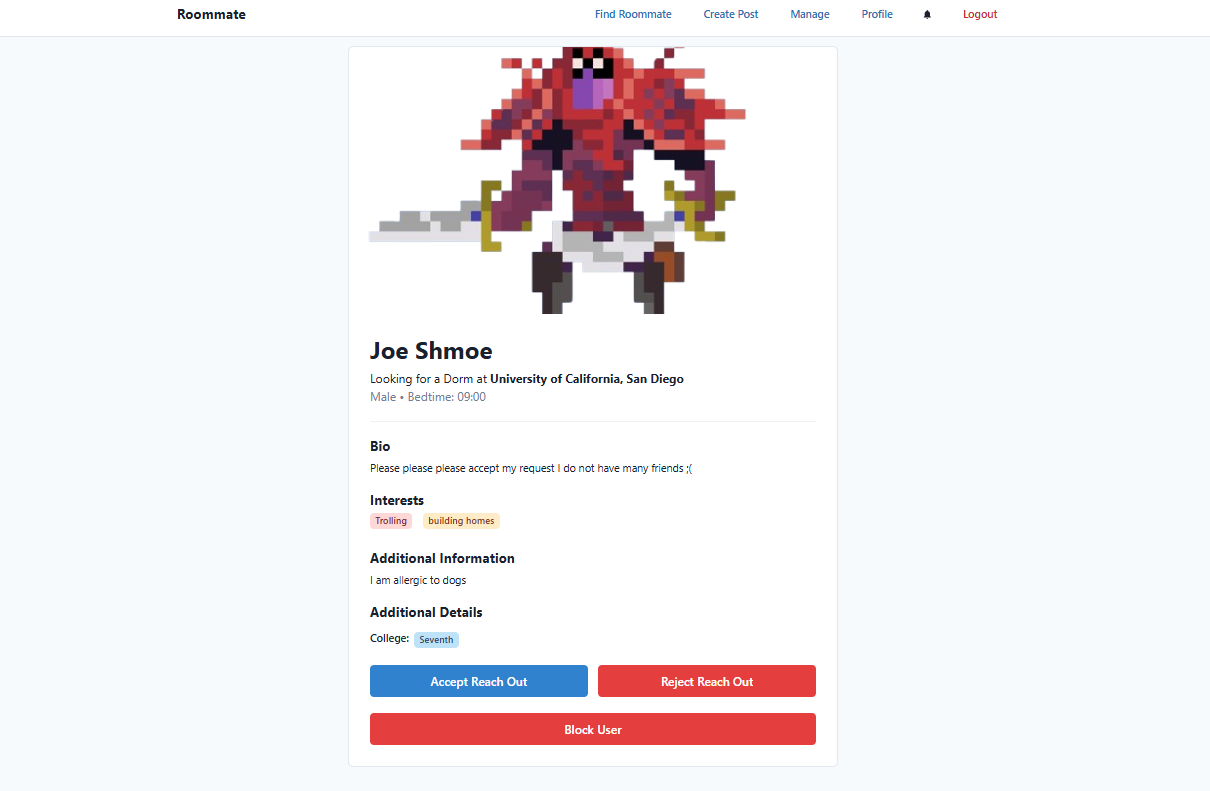 Roommate Find Roommate Create Post Manage Profile Logout
Joe Shmoe
Looking for a Dorm at University of California, San Diego
Male • Bedtime: 09:00
Bio
Please please please accept my request I do not have many friends ;(
Interests
Trolling building homes
Additional Information
I am allergic to dogs
Additional Details
College: Seventh
Accept Reach Out Reject Reach Out
Block User